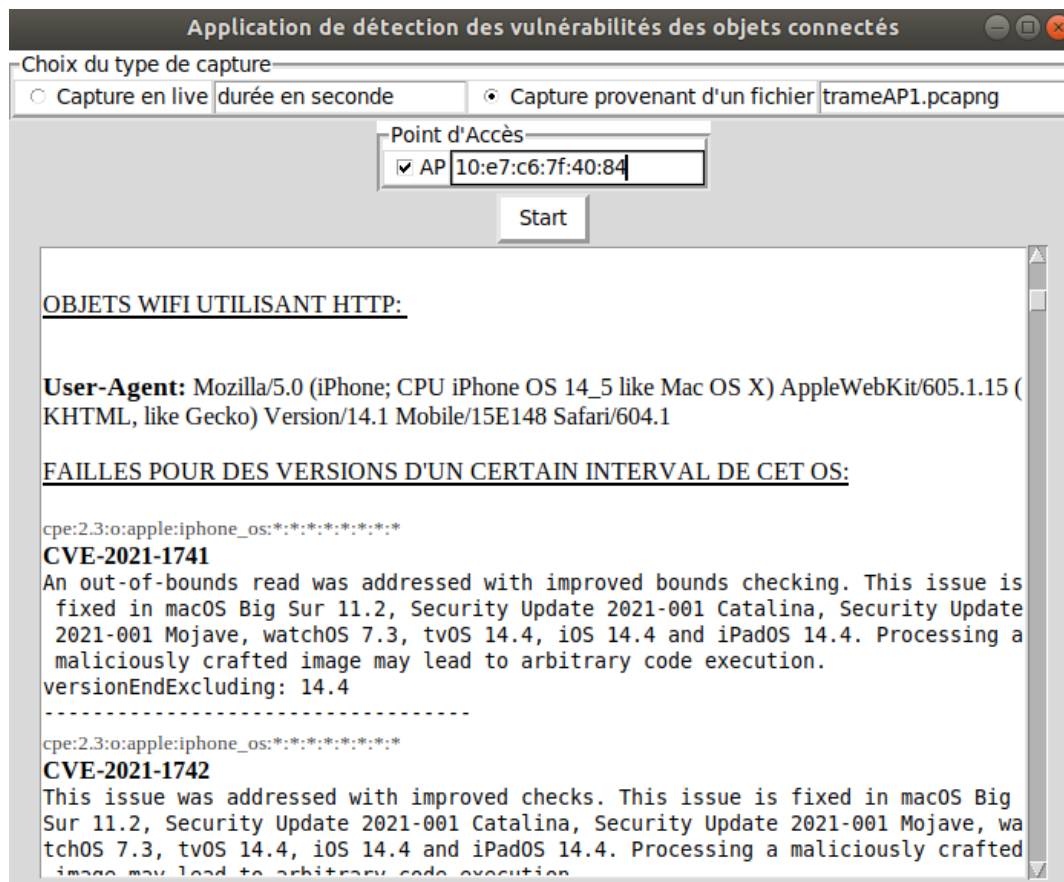 Application de détection des vulnérabilités des objets connectés
Choix du type de capture
Capture en live durée en seconde Capture provenant d'un fichier trameAP1.pcapng
Point d'Accès
AP 10:e7:c6:7f:40:84
Start
OBJETS WIFI UTILISANT HTTP:
User-Agent: Mozilla/5.0 (iPhone; CPU iPhone OS 14_5 like Mac OS X) AppleWebKit/605.1.15 (
KHTML, like Gecko) Version/14.1 Mobile/15E148 Safari/604.1
FAILLES POUR DES VERSIONS D'UN CERTAIN INTERVAL DE CET OS:
cpe:2.3:o:apple:iphone_os:*:*:*:*:*:*:*:*
CVE-2021-1741
An out-of-bounds read was addressed with improved bounds checking. This issue is
fixed in macOS Big Sur 11.2, Security Update 2021-001 Catalina, Security Update
2021-001 Mojave, watchOS 7.3, tvOS 14.4, iOS 14.4 and iPadOS 14.4. Processing a
maliciously crafted image may lead to arbitrary code execution.
versionEndExcluding: 14.4
-----------------------------------
cpe:2.3:o:apple:iphone_os:*:*:*:*:*:*:*:*
CVE-2021-1742
This issue was addressed with improved checks. This issue is fixed in macOS Big
Sur 11.2, Security Update 2021-001 Catalina, Security Update 2021-001 Mojave, wa
tchOS 7.3, tvOS 14.4, iOS 14.4 and iPadOS 14.4. Processing a maliciously crafted
image may lead to arbitrary code execution